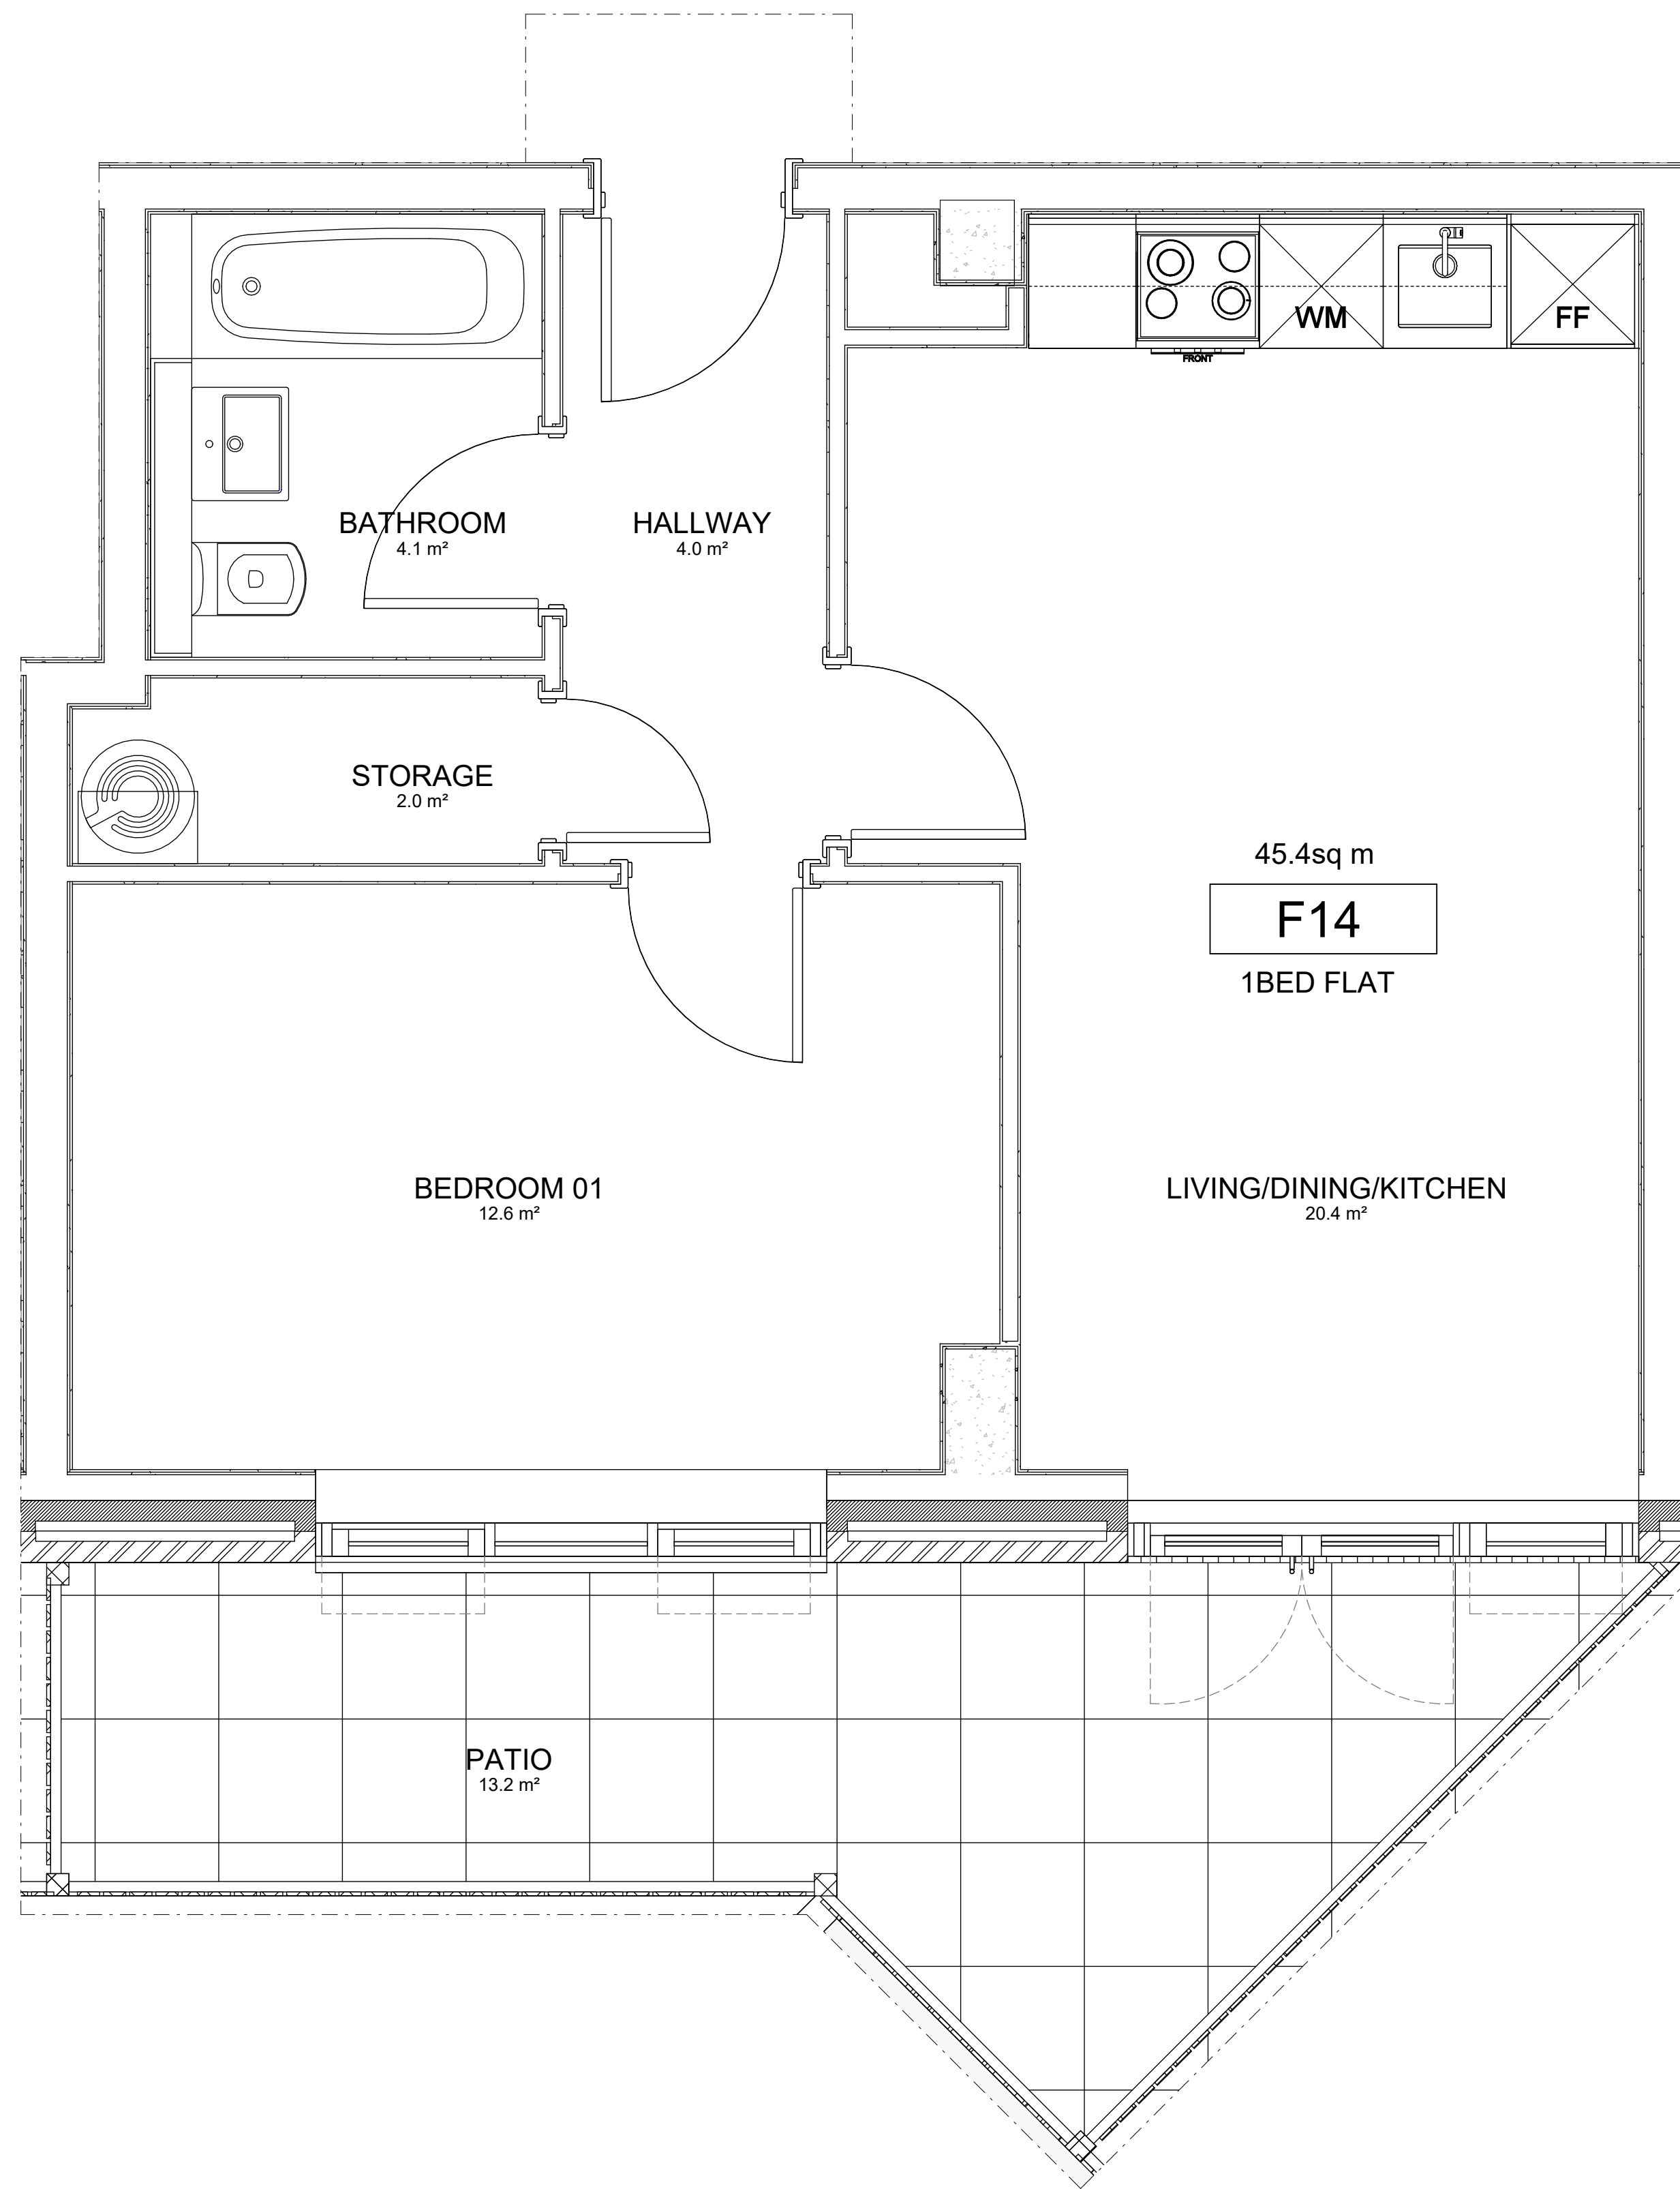 WM
FF
FRONT
BATHROOM
4.1 m²
HALLWAY
4.0 m²
STORAGE
2.0 m²
45.4sq m
F14
1BED FLAT
BEDROOM 01
12.6 m²
LIVING/DINING/KITCHEN
20.4 m²
PATIO
13.2 m²